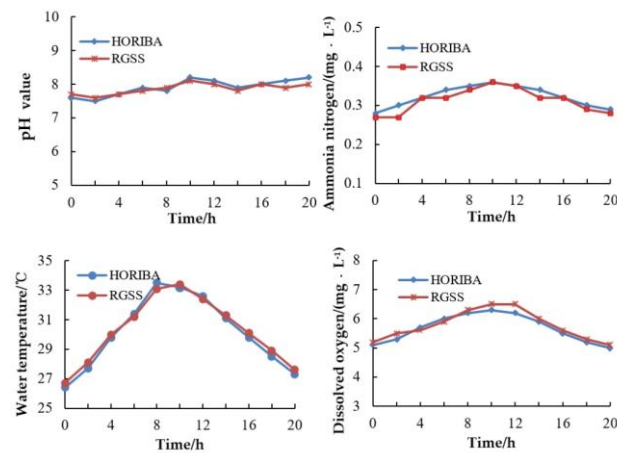 pH value
10
9
8
7
6
5
HORIBA
RGSS
0 4 8 12 16 20
Time/h
Ammonia nitrogen/(mg · L⁻¹)
0.5
0.4
0.3
0.2
0.1
HORIBA
RGSS
0 4 8 12 16 20
Time/h
Water temperature/℃
35
33
31
29
27
25
HORIBA
RGSS
0 4 8 12 16 20
Time/h
Dissolved oxygen/(mg · L⁻¹)
9
8
7
6
5
4
3
HORIBA
RGSS
0 4 8 12 16 20
Time/h